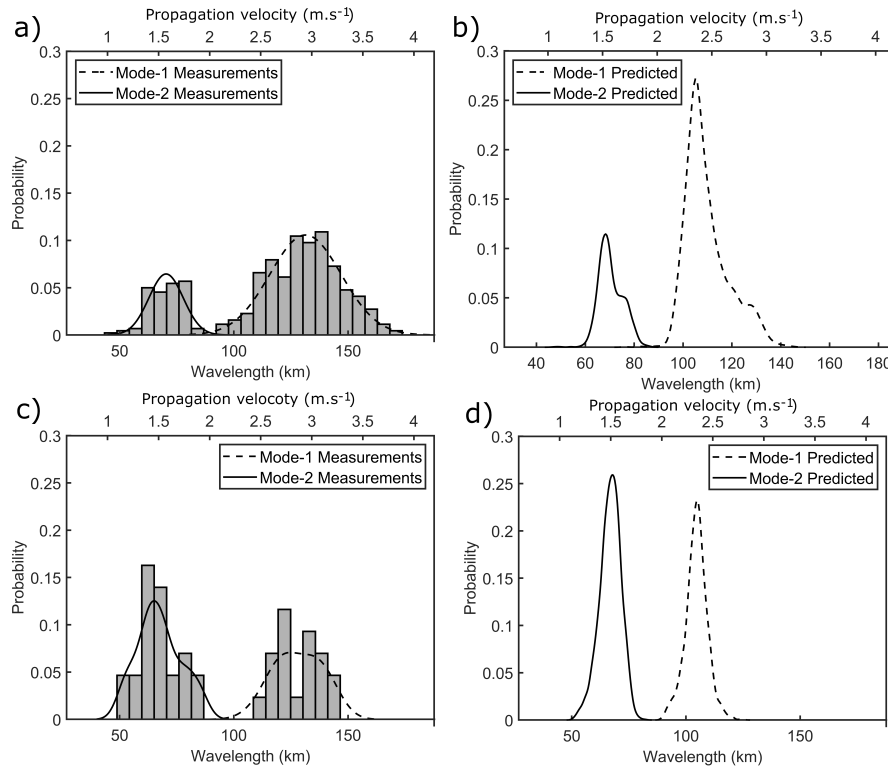 a)
Propagation velocity (m.s-1)
1 1.5 2 2.5 3 3.5 4
0.3
0.25
0.2
0.15
0.1
0.05
0
Probability
Mode-1 Measurements
Mode-2 Measurements
50 100 150
Wavelength (km)
b)
Propagation velocity (m.s-1)
1 1.5 2 2.5 3 3.5 4
0.3
0.25
0.2
0.15
0.1
0.05
0
Probability
Mode-1 Predicted
Mode-2 Predicted
40 60 80 100 120 140 160 180
Wavelength (km)
c)
Propagation velocoty (m.s-1)
1 1.5 2 2.5 3 3.5 4
0.3
0.25
0.2
0.15
0.1
0.05
0
Probability
Mode-1 Measurements
Mode-2 Measurements
50 100 150
Wavelength (km)
d)
Propagation velocity (m.s-1)
1 1.5 2 2.5 3 3.5 4
0.3
0.25
0.2
0.15
0.1
0.05
0
Probability
Mode-1 Predicted
Mode-2 Predicted
50 100 150
Wavelength (km)